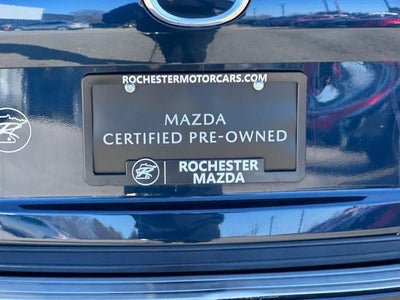 ROCHESTERMOTORCARS.COM
MAZDA
CERTIFIED PRE-OWNED
ROCHESTER
MAZDA